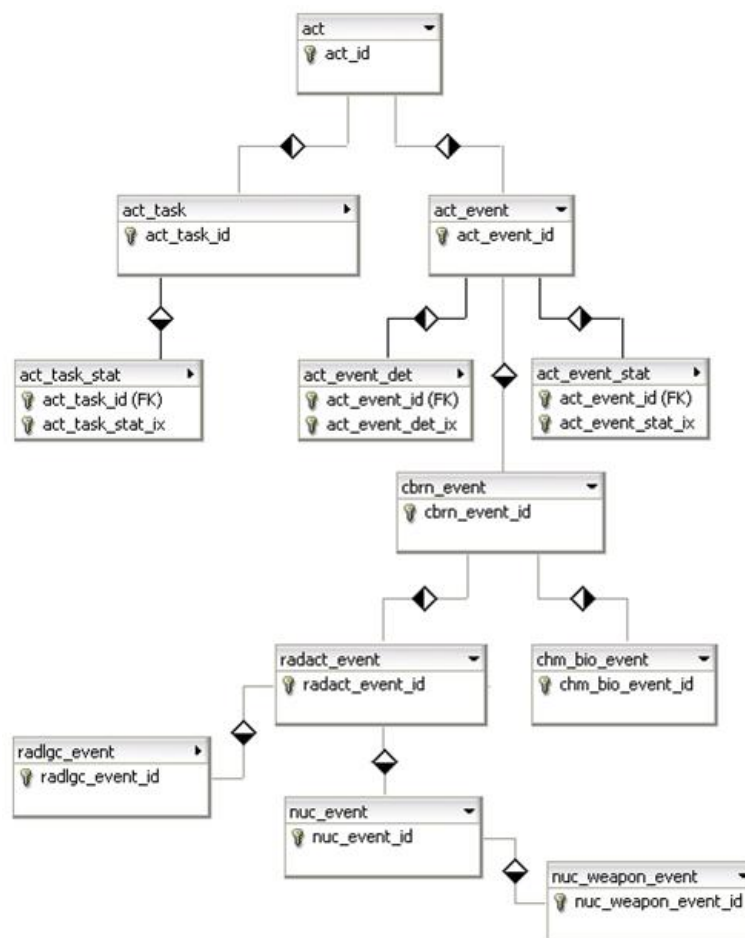 act
act_id
act_task
act_task_id
act_event
act_event_id
act_task_stat
act_task_id (FK)
act_task_stat_ix
act_event_det
act_event_id (FK)
act_event_det_ix
act_event_stat
act_event_id (FK)
act_event_stat_ix
cbrn_event
cbrn_event_id
radact_event
radact_event_id
chm_bio_event
chm_bio_event_id
radlgc_event
radlgc_event_id
nuc_event
nuc_event_id
nuc_weapon_event
nuc_weapon_event_id